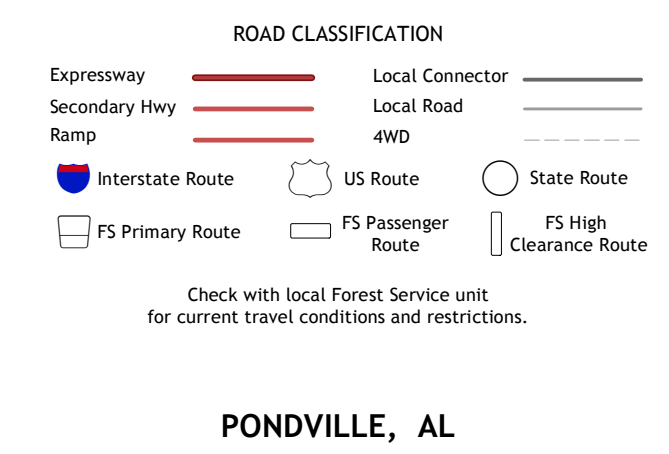 ROAD CLASSIFICATION
Expressway
Local Connector
Secondary Hwy
Local Road
Ramp
4WD
Interstate Route
US Route
State Route
FS Primary Route
FS Passenger
Route
FS High
Clearance Route
Check with local Forest Service unit
for current travel conditions and restrictions.
PONDVILLE, AL